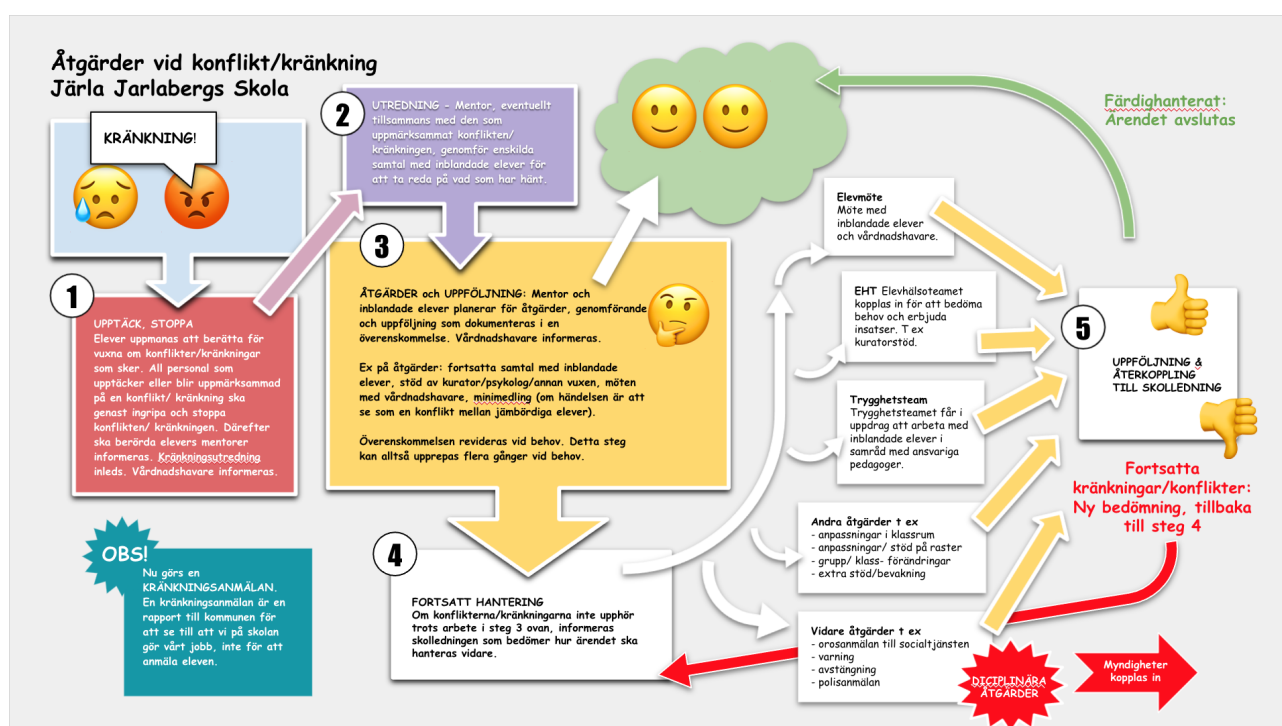 Åtgärder vid konflikt/kränkning
Järla Jarlabergs Skola
KRÄNKNING!
1
UPPTÄCK, STOPPA
Elever uppmanas att berätta för
vuxna om konflikter/kränkningar
som sker. All personal som
upptäcker eller blir uppmärksammad
på en konflikt/ kränkning ska
genast ingripa och stoppa
konflikten/ kränkningen. Därefter
ska berörda elevers mentorer
informeras. Kränkningsutredning
inleds. Vårdnadshavare informeras.
OBS!
Nu görs en
KRÄNKNINGSANMÄLAN.
En kränkningsanmälan är en
rapport till kommunen för
att se till att vi på skolan
gör vårt jobb, inte för att
anmäla eleven.
2
UTREDNING - Mentor, eventuellt
tillsammans med den som
uppmärksammat konflikten/
kränkningen, genomför enskilda
samtal med inblandade elever för
att ta reda på vad som har hänt.
3
ÅTGÄRDER och UPPFÖLJNING: Mentor och
inblandade elever planerar för åtgärder, genomförande
och uppföljning som dokumenteras i en
överenskommelse. Vårdnadshavare informeras.
Ex på åtgärder: fortsatta samtal med inblandade
elever, stöd av kurator/psykolog/annan vuxen, möten
med vårdnadshavare, minimedling (om händelsen är att
se som en konflikt mellan jämbördiga elever).
Överenskommelsen revideras vid behov. Detta steg
kan alltså upprepas flera gånger vid behov.
4
FORTSATT HANTERING
Om konflikterna/kränkningarna inte upphör
trots arbete i steg 3 ovan, informeras
skolledningen som bedömer hur ärendet ska
hanteras vidare.
Elevmöte
Möte med
inblandade elever
och vårdnadshavare.
EHT Elevhälsoteamet
kopplas in för att bedöma
behov och erbjuda
insatser. T ex
kuratorstöd.
Trygghetsteam
Trygghetsteamet får i
uppdrag att arbeta med
inblandade elever i
samråd med ansvariga
pedagoger.
Andra åtgärder t ex
- anpassningar i klassrum
- anpassningar/ stöd på raster
- grupp/ klass- förändringar
- extra stöd/bevakning
Vidare åtgärder t ex
- orosanmälan till socialtjänsten
- varning
- avstängning
- polisanmälan
DICIPLINÄRA
ÅTGÄRDER
Myndigheter
kopplas in
5
UPPFÖLJNING &
ÅTERKOPPLING
TILL SKOLLEDNING
Färdighanterat:
Ärendet avslutas
Fortsatta
kränkningar/konflikter:
Ny bedömning, tillbaka
till steg 4